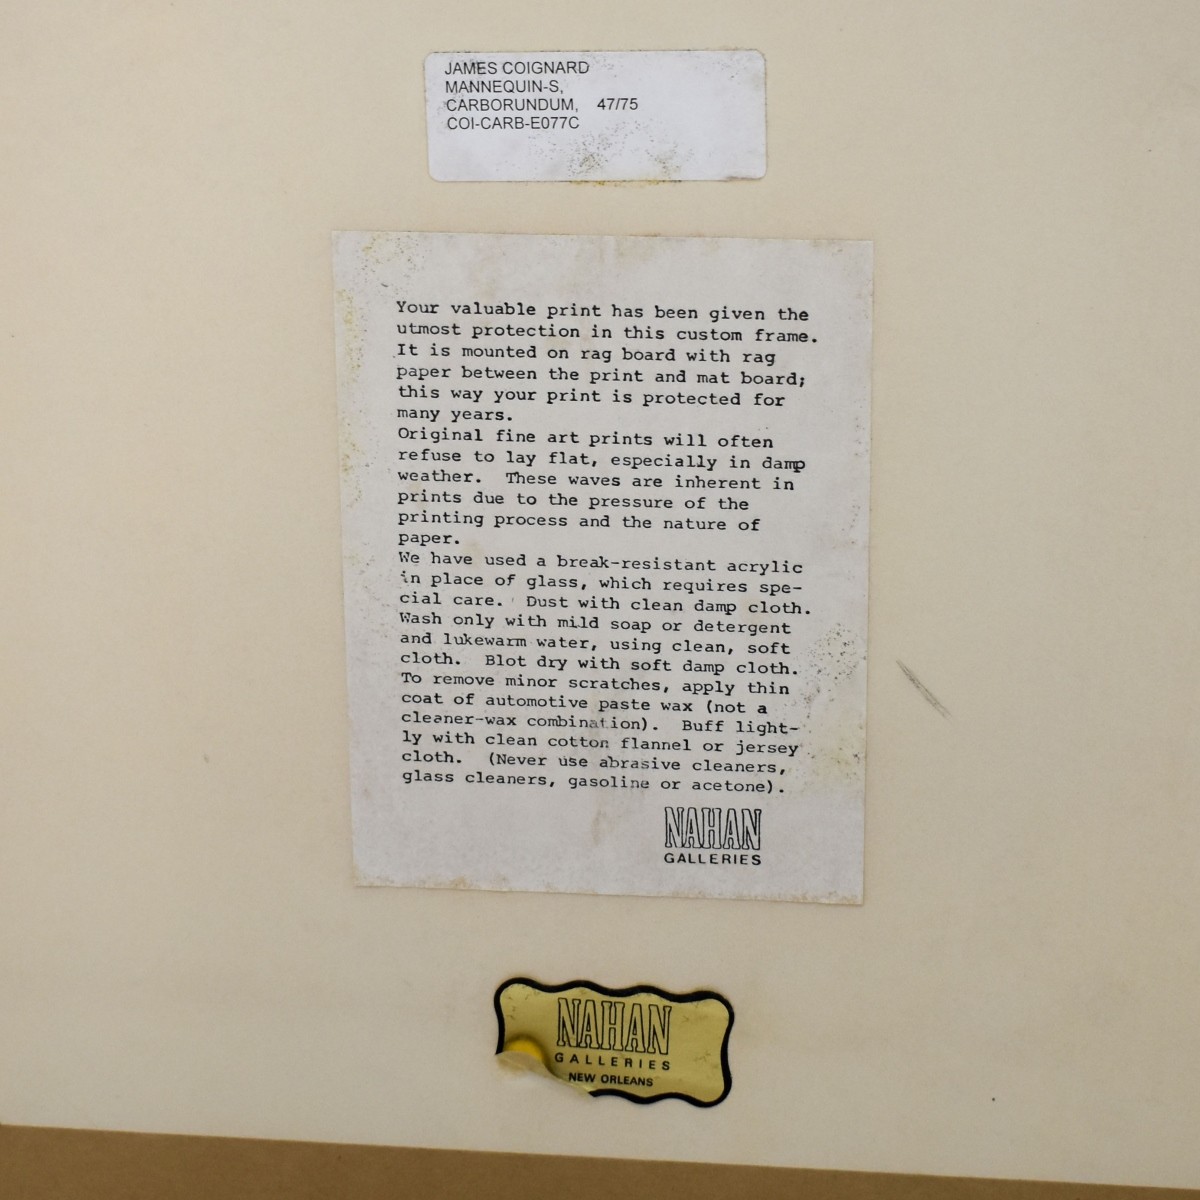 JAMES COIGNARD
MANNEQUIN-S,
CARBORUNDUM, 47/75
COI-CARB-E077C
Your valuable print has been given the
utmost protection in this custom frame.
It is mounted on rag board with rag
paper between the print and mat board;
this way your print is protected for
many years.
Original fine art prints will often
refuse to lay flat, especially in damp
weather. These waves are inherent in
prints due to the pressure of the
printing process and the nature of
paper.
We have used a break-resistant acrylic
in place of glass, which requires spe-
cial care. Dust with clean damp cloth.
Wash only with mild soap or detergent
and lukewarm water, using clean, soft
cloth. Blot dry with soft damp cloth.
To remove minor scratches, apply thin
coat of automotive paste wax (not a
cleaner-wax combination). Buff light-
ly with clean cotton flannel or jersey
cloth. (Never use abrasive cleaners,
glass cleaners, gasoline or acetone).
NAHAN
GALLERIES
NAHAN
GALLERIES
NEW ORLEANS